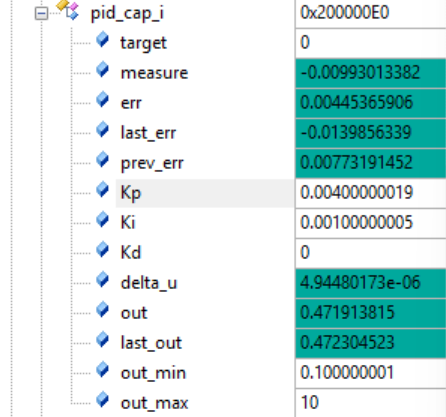 pid_cap_i 0x200000E0
target 0
measure -0.00993013382
err 0.00445365906
last_err -0.0139856339
prev_err 0.00773191452
Kp 0.00400000019
Ki 0.00100000005
Kd 0
delta_u 4.94480173e-06
out 0.471913815
last_out 0.472304523
out_min 0.100000001
out_max 10